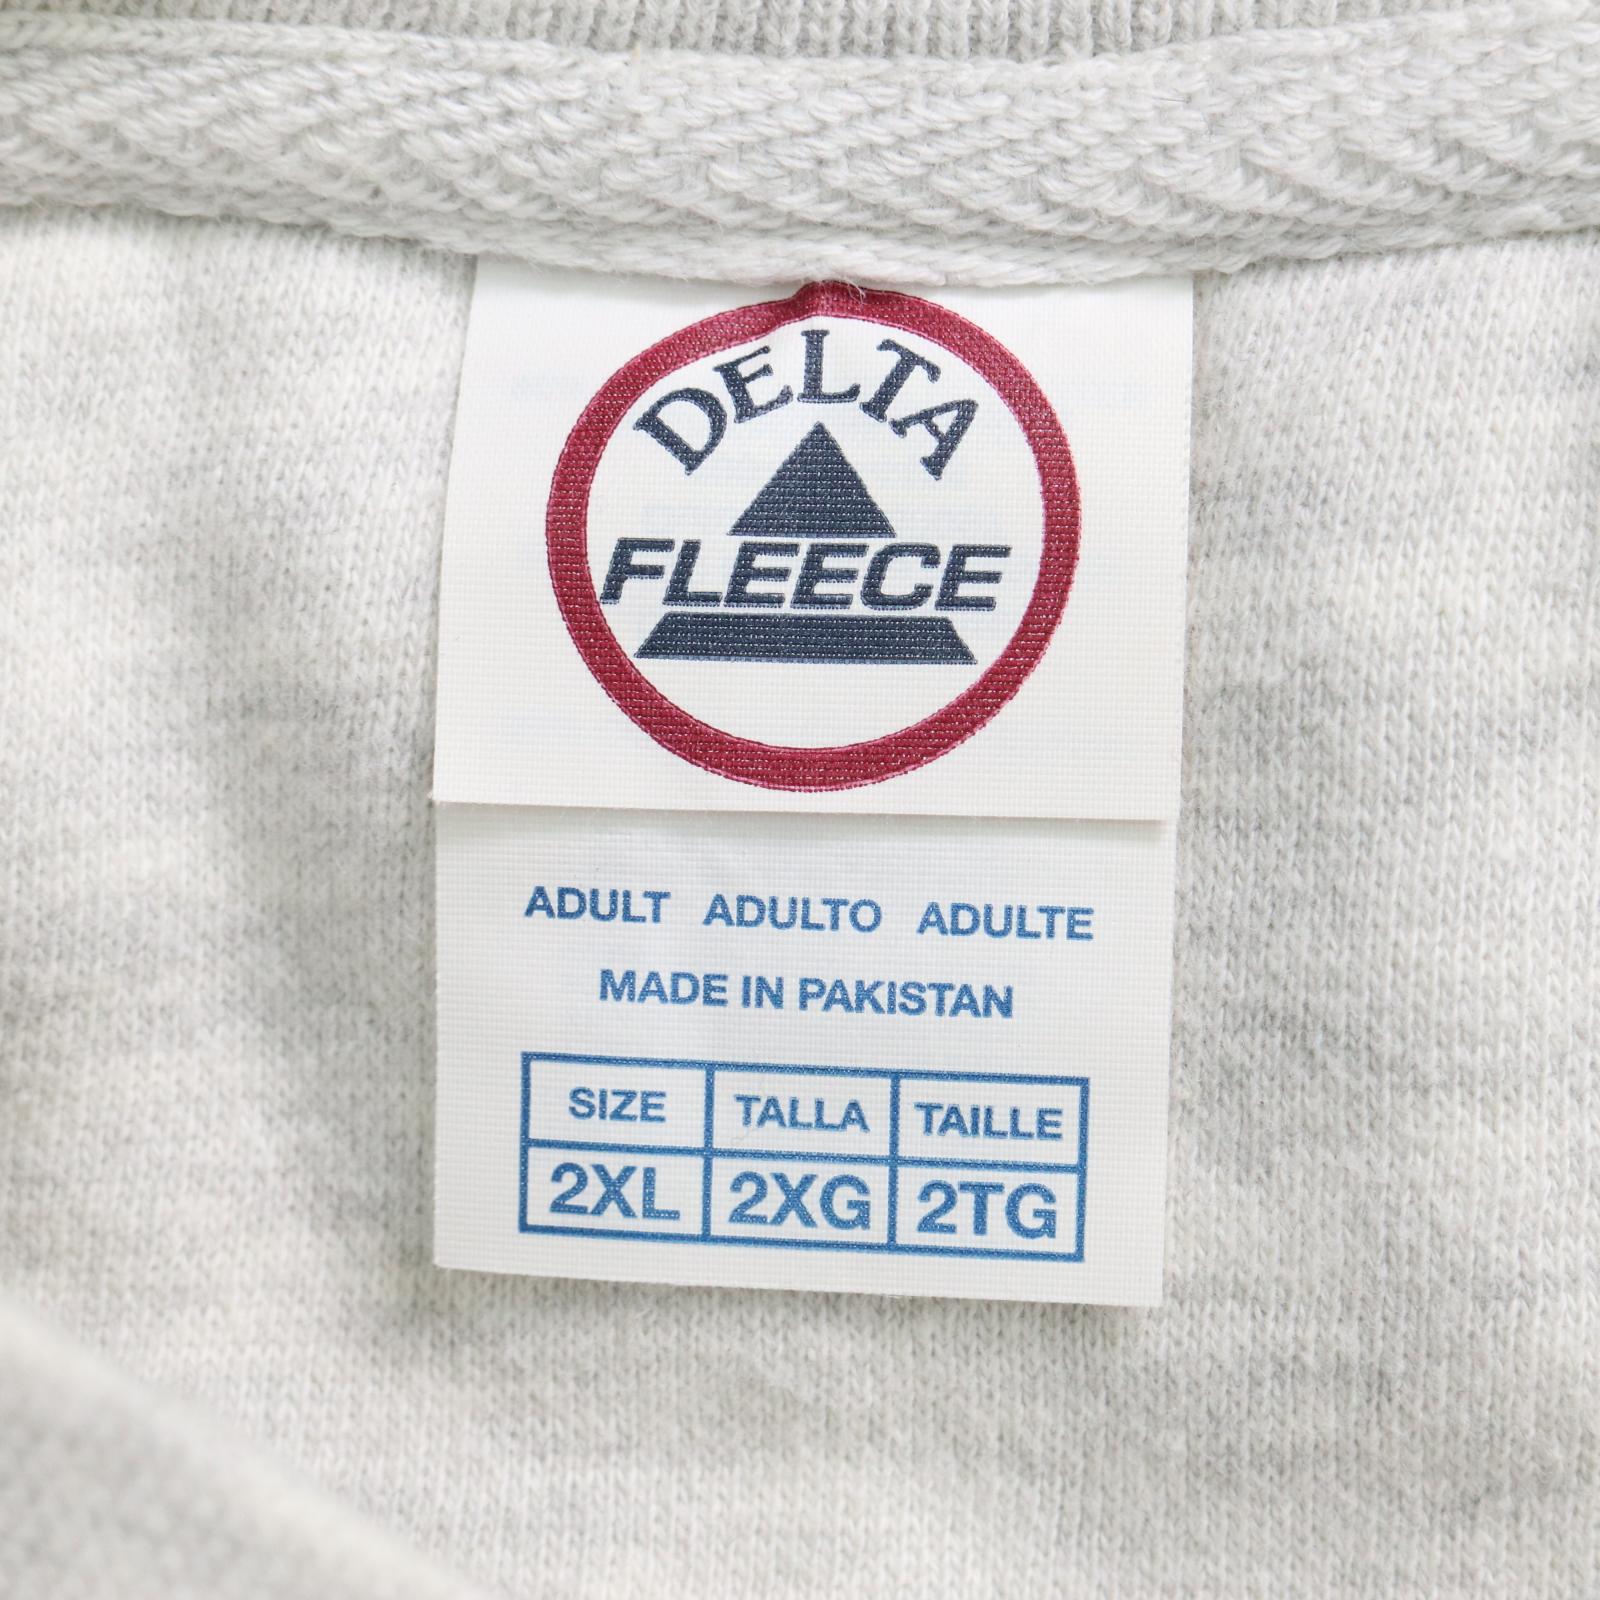 DELTA
FLEECE
ADULT ADULTO ADULTE
MADE IN PAKISTAN
SIZE TALLA TAILLE
2XL 2XG 2TG